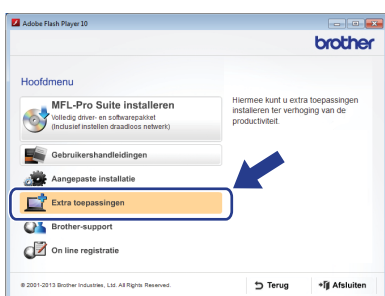 Adobe Flash Player 10
brother
Hoofdmenu
MFL-Pro Suite installeren
Volledig driver- en softwarepakket
(Inclusief instellen draadloos netwerk)
Gebruikershandleidingen
Aangepaste installatie
Extra toepassingen
Brother-support
On line registratie
Hiermee kunt u extra toepassingen
installeren ter verhoging van de
productiviteit.
© 2001-2013 Brother Industries, Ltd. All Rights Reserved.
Terug
Afsluiten